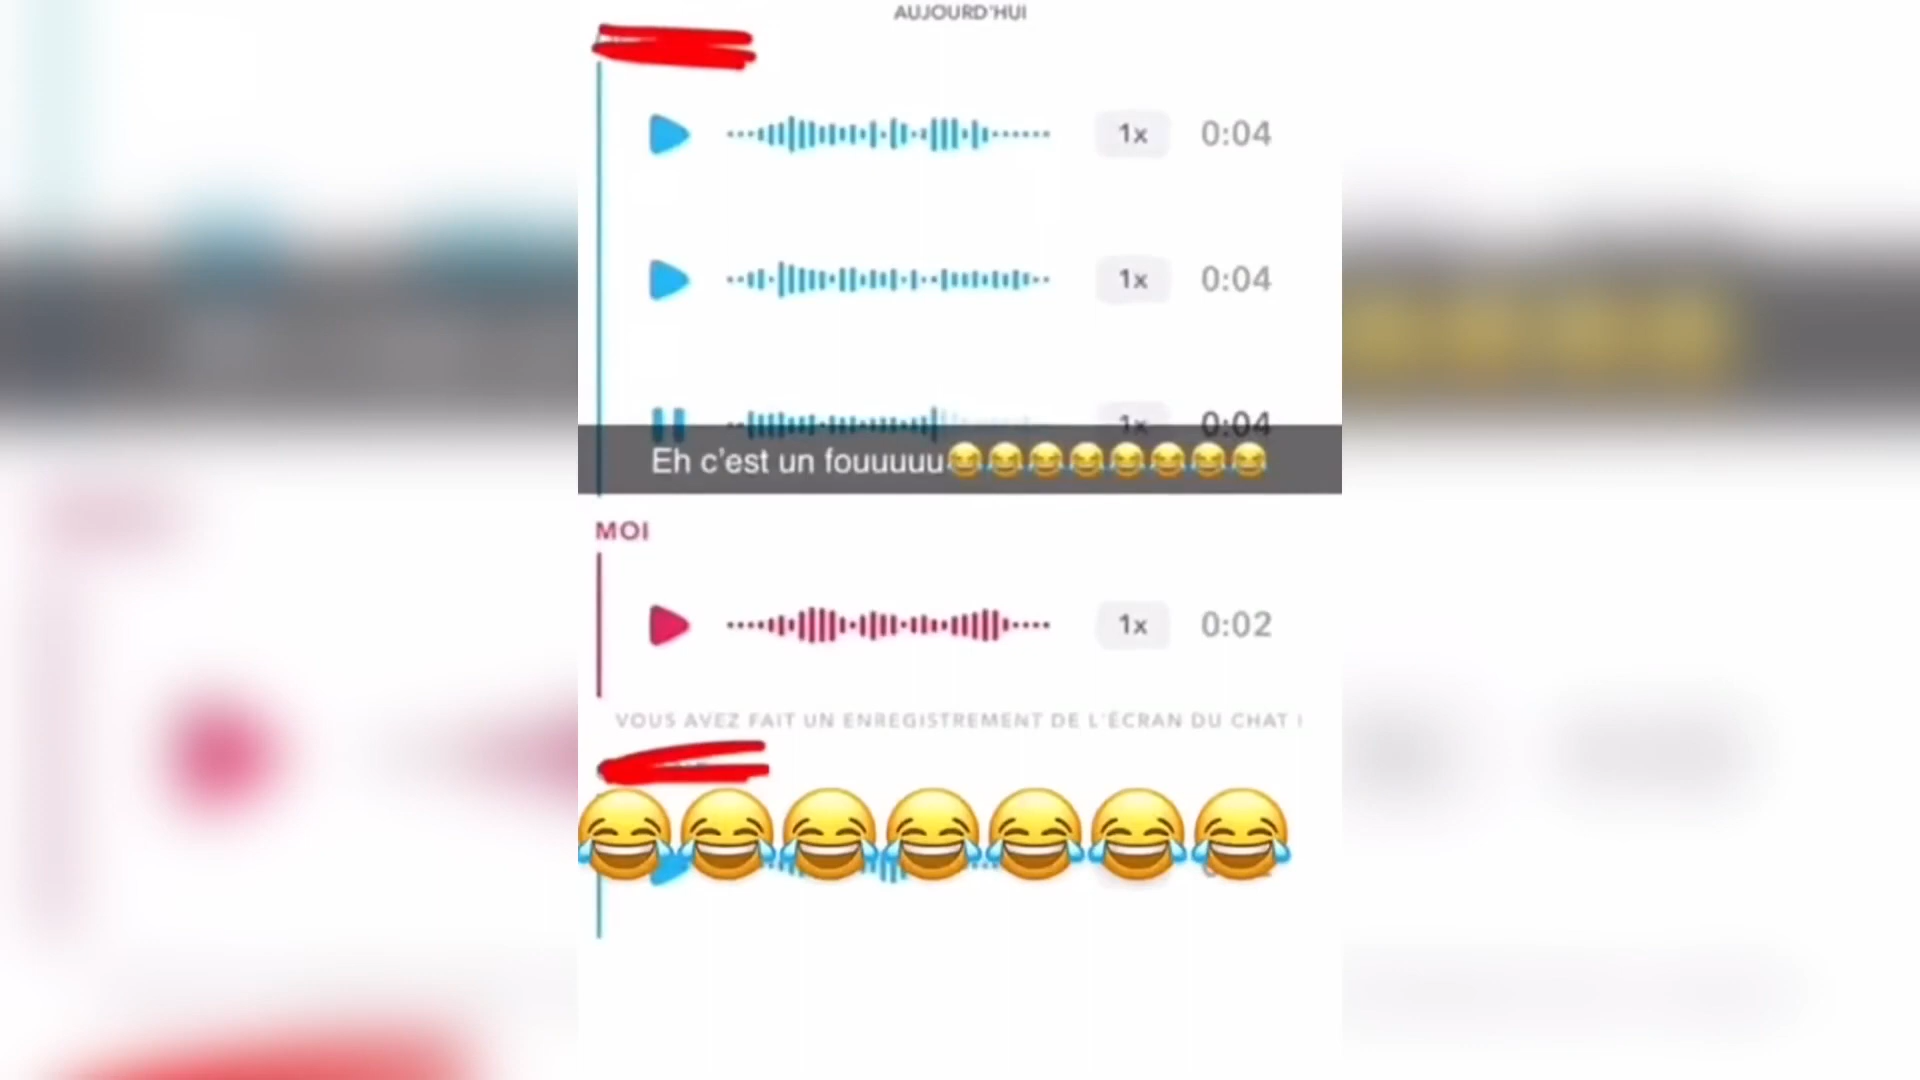 AUJOURD'HUI
1x 0:04
1x 0:04
1x 0:04
Eh c'est un fouuuuu😂😂😂😂😂😂😂😂
MOI
1x 0:02
VOUS AVEZ FAIT UN ENREGISTREMENT DE L'ÉCRAN DU CHAT !
😂😂😂😂😂😂😂